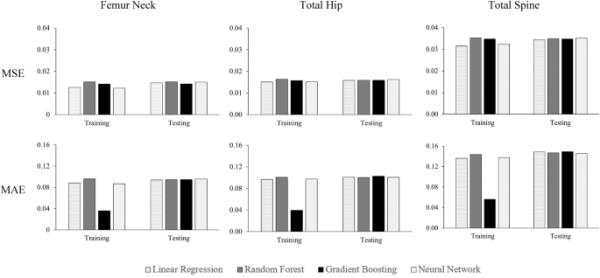 Femur Neck Total Hip Total Spine
MSE
0.04 0.04 0.04
0.03 0.03 0.03
0.02 0.02 0.02
0.01 0.01 0.01
0 0 0.00
Training Testing Training Testing Training Testing
MAE
0.16 0.16 0.16
0.12 0.12 0.12
0.08 0.08 0.08
0.04 0.04 0.04
0.00 0.00 0.00
Training Testing Training Testing Training Testing
Linear Regression Random Forest Gradient Boosting Neural Network